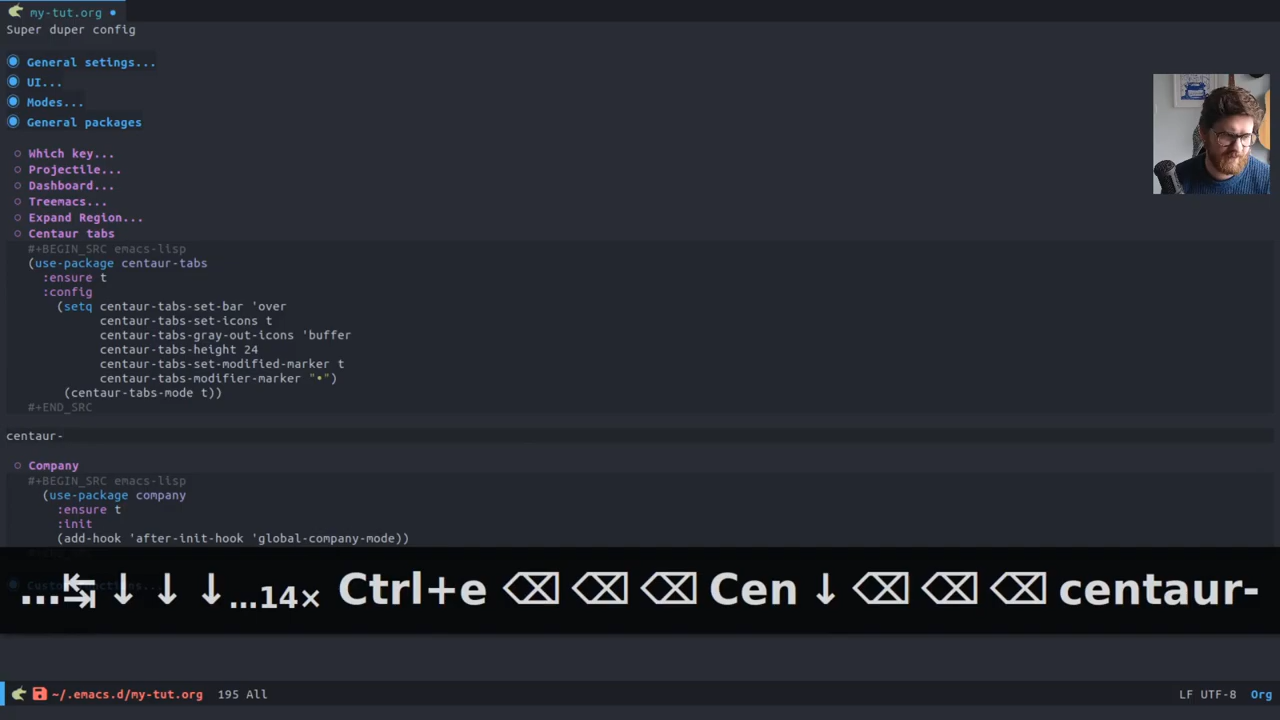 my-tut.org •
Super duper config
General setings...
UI...
Modes...
General packages
Which key...
Projectile...
Dashboard...
Treemacs...
Expand Region...
Centaur tabs
#+BEGIN_SRC emacs-lisp
(use-package centaur-tabs
:ensure t
:config
(setq centaur-tabs-set-bar 'over
centaur-tabs-set-icons t
centaur-tabs-gray-out-icons 'buffer
centaur-tabs-height 24
centaur-tabs-set-modified-marker t
centaur-tabs-modifier-marker "•")
(centaur-tabs-mode t))
#+END_SRC
centaur-
Company
#+BEGIN_SRC emacs-lisp
(use-package company
:ensure t
:init
(add-hook 'after-init-hook 'global-company-mode))
...↹ ↓ ↓ ↓...14× Ctrl+e ⌫ ⌫ ⌫ Cen ↓ ⌫ ⌫ ⌫ centaur-
~/.emacs.d/my-tut.org 195 All LF UTF-8 Org